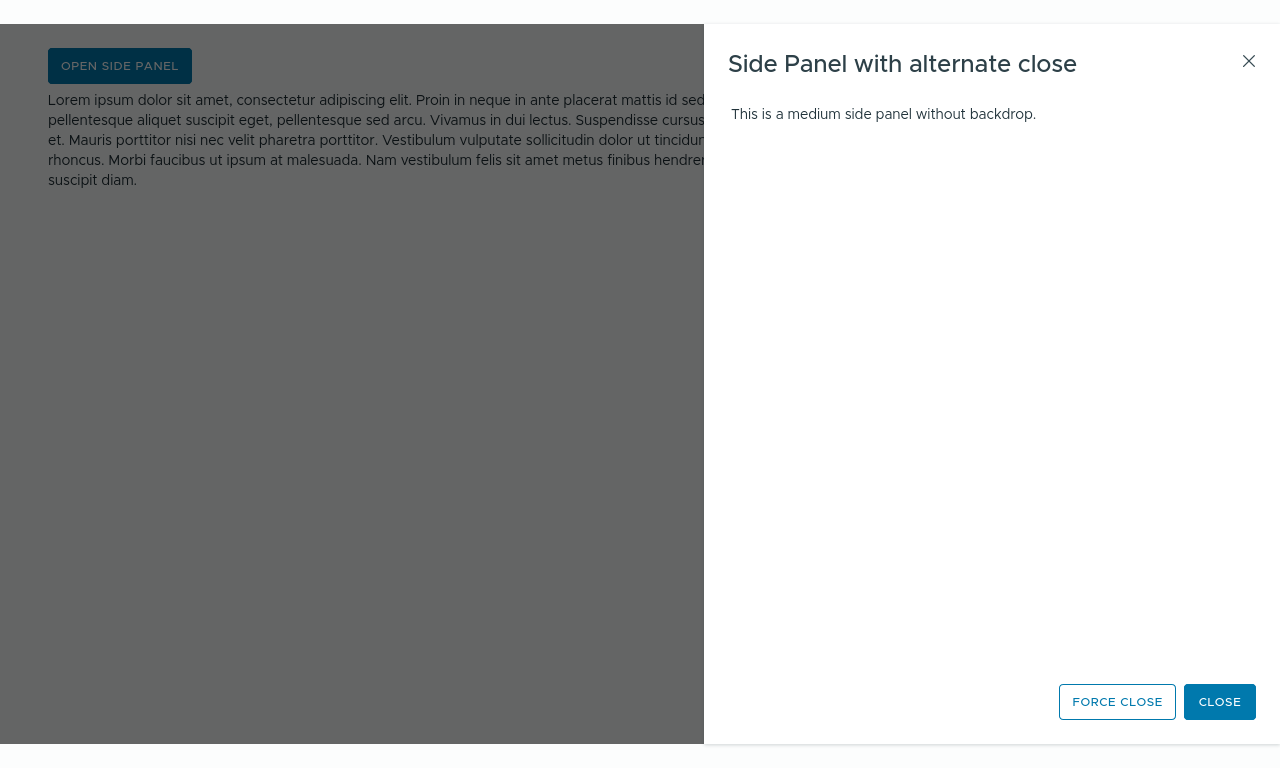 OPEN SIDE PANEL
Lorem ipsum dolor sit amet, consectetur adipiscing elit. Proin in neque in ante placerat mattis id sed
pellentesque aliquet suscipit eget, pellentesque sed arcu. Vivamus in dui lectus. Suspendisse cursus
et. Mauris porttitor nisi nec velit pharetra porttitor. Vestibulum vulputate sollicitudin dolor ut
rhoncus. Morbi faucibus ut ipsum at malesuada. Nam vestibulum felis sit amet metus finibus
suscipit diam.
Side Panel with alternate close
This is a medium side panel without backdrop.
FORCE CLOSE
CLOSE